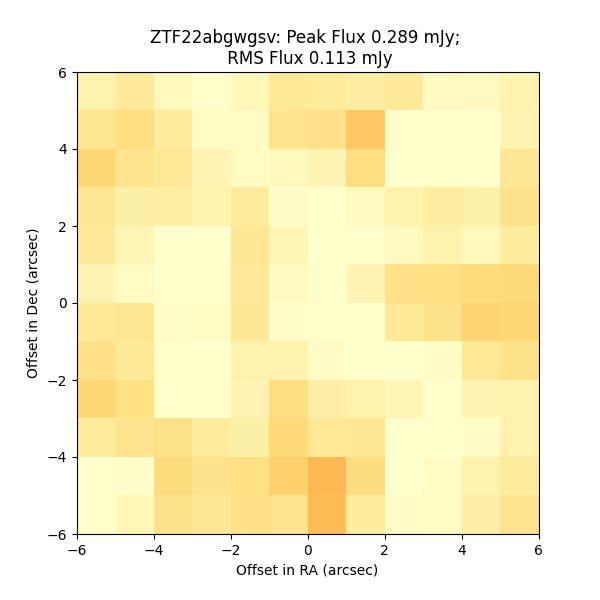 ZTF22abgwgsv: Peak Flux 0.289 mJy;
RMS Flux 0.113 mJy
6
4
2
0
−2
−4
−6
Offset in Dec (arcsec)
−6 −4 −2 0 2 4 6
Offset in RA (arcsec)